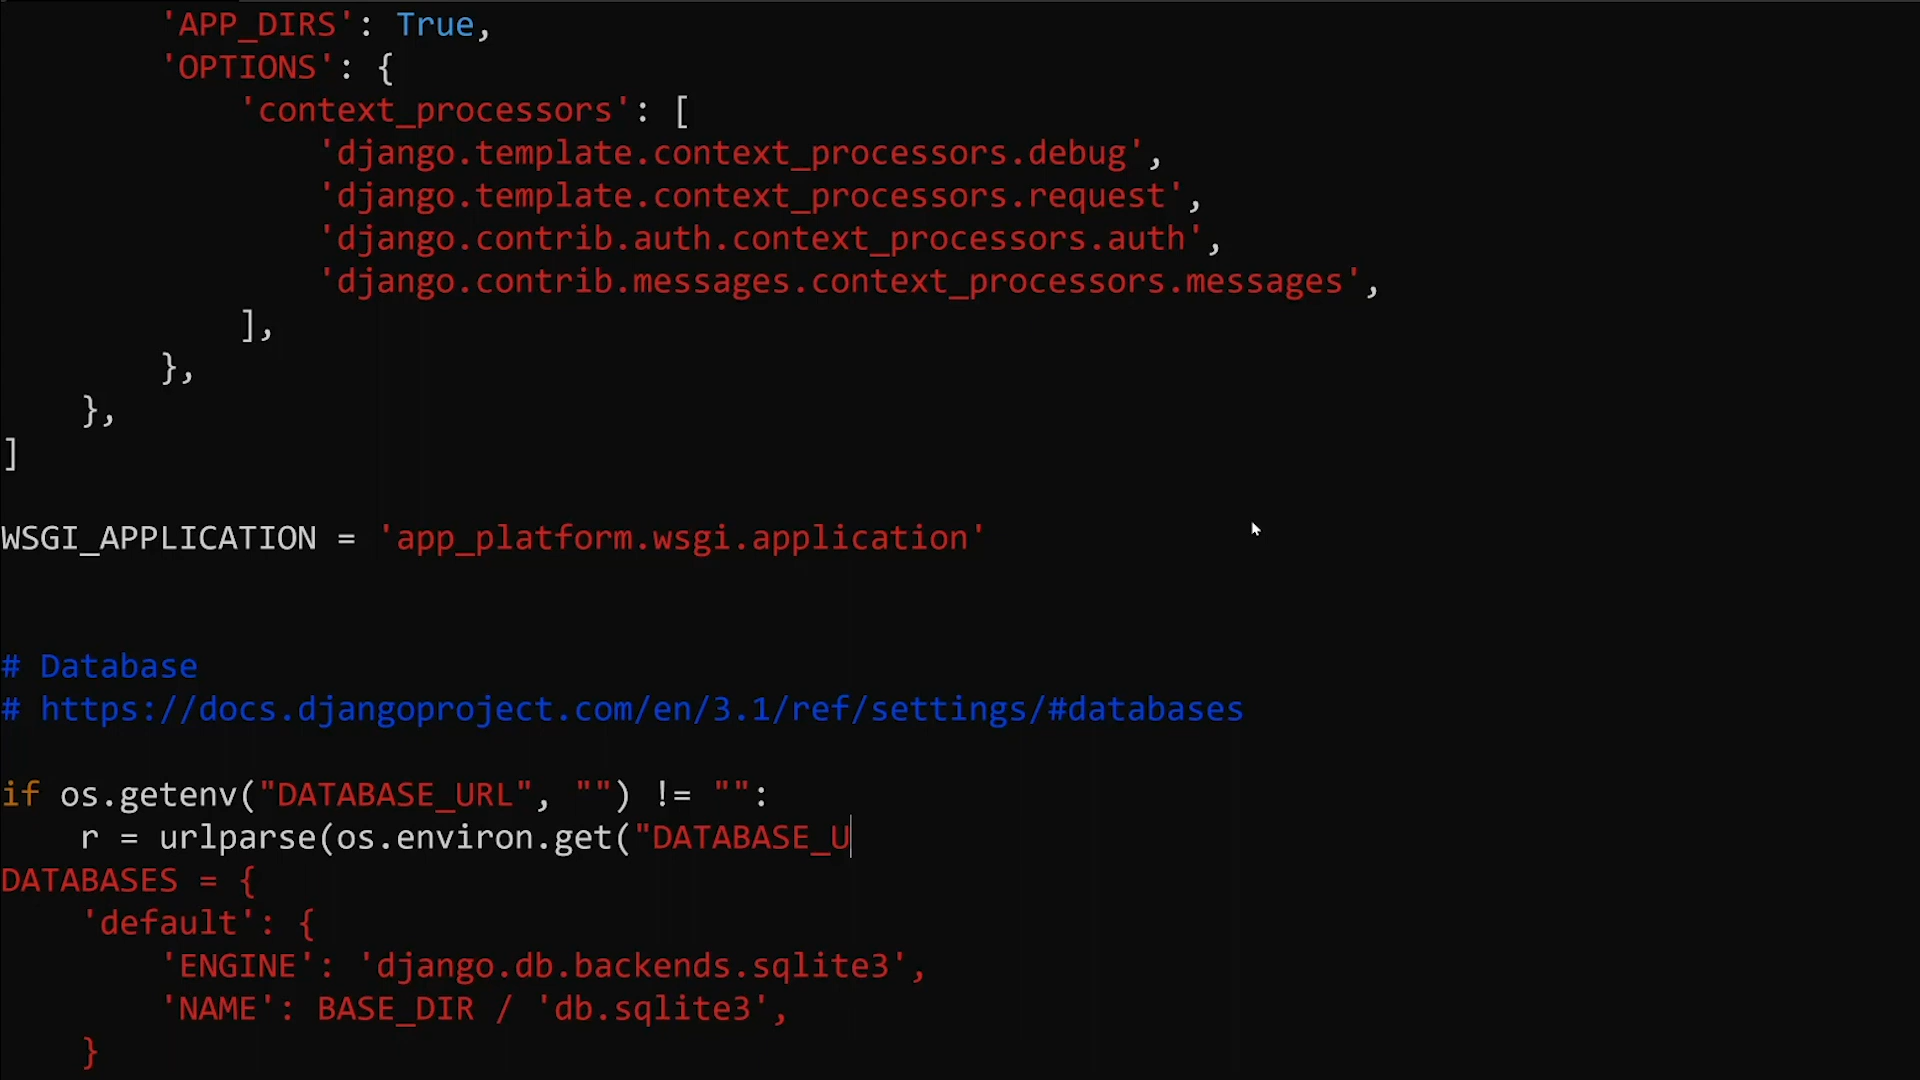 'APP_DIRS': True,
        'OPTIONS': {
            'context_processors': [
                'django.template.context_processors.debug',
                'django.template.context_processors.request',
                'django.contrib.auth.context_processors.auth',
                'django.contrib.messages.context_processors.messages',
            ],
        },
    },
]
WSGI_APPLICATION = 'app_platform.wsgi.application'
# Database
# https://docs.djangoproject.com/en/3.1/ref/settings/#databases
if os.getenv("DATABASE_URL", "") != "":
    r = urlparse(os.environ.get("DATABASE_U
DATABASES = {
    'default': {
        'ENGINE': 'django.db.backends.sqlite3',
        'NAME': BASE_DIR / 'db.sqlite3',
    }